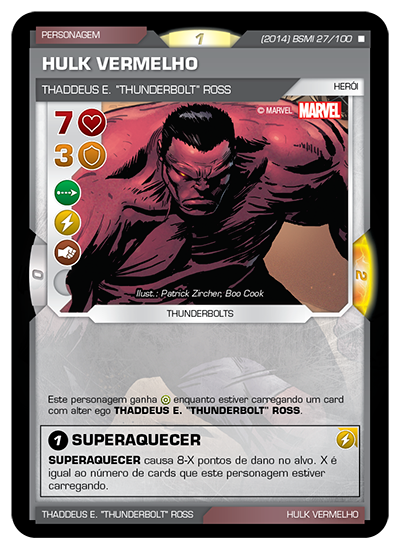 PERSONAGEM
1
(2014) BSMI 27/100
HULK VERMELHO
THADDEUS E. "THUNDERBOLT" ROSS
HERÓI
© MARVEL MARVEL
7
3
0
2
Ilust.: Patrick Zircher, Boo Cook
THUNDERBOLTS
Este personagem ganha enquanto estiver carregando um card
com alter ego THADDEUS E. "THUNDERBOLT" ROSS.
1 SUPERAQUECER
SUPERAQUECER causa 8-X pontos de dano no alvo. X é
igual ao número de cards que este personagem estiver
carregando.
THADDEUS E. "THUNDERBOLT" ROSS
HULK VERMELHO